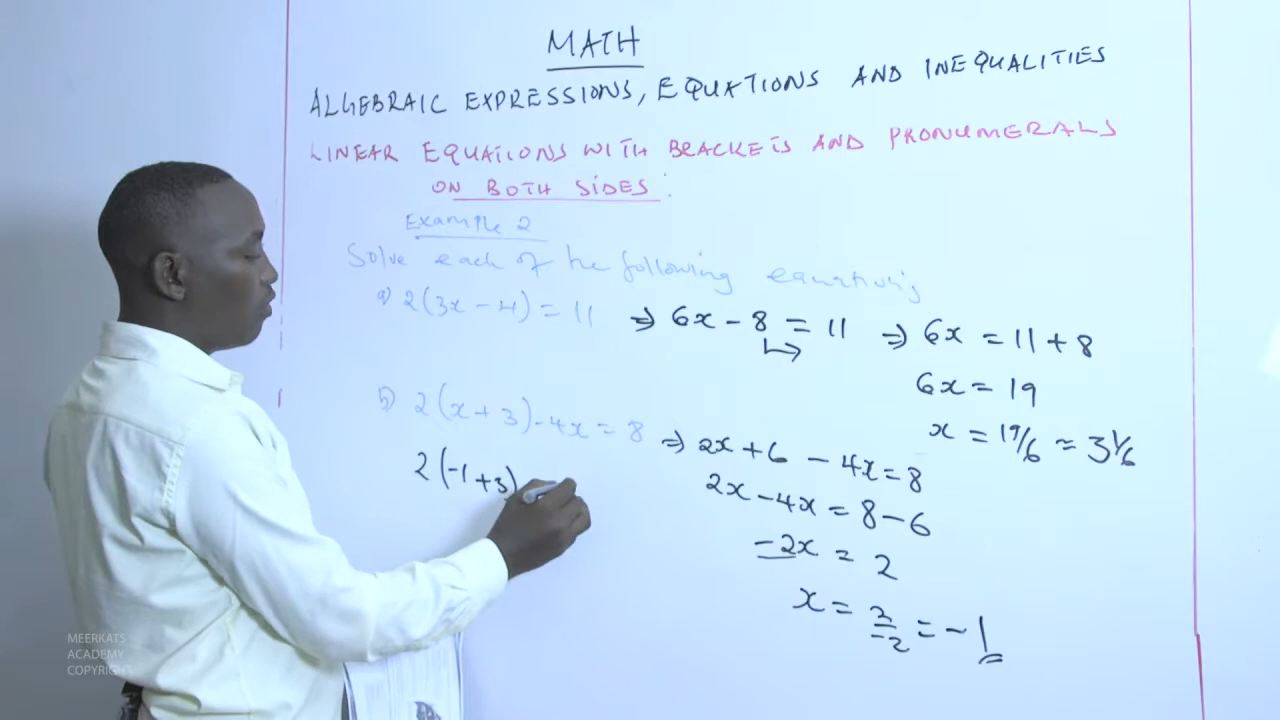 MATH
ALGEBRAIC EXPRESSIONS, EQUATIONS AND INEQUALITIES
LINEAR EQUATIONS WITH BRACKETS AND PRONUMERALS
ON BOTH SIDES:
Example 2
Solve each of the following equations
a) 2(3x - 4) = 11 => 6x - 8 = 11 => 6x = 11 + 8
6x = 19
x = 19/6 ≈ 3 1/6
b) 2(x + 3) - 4x = 8 => 2x + 6 - 4x = 8
2(-1 + 3)
2x - 4x = 8 - 6
-2x = 2
x = 2/-2 = -1
MEERKATS
ACADEMY
COPYRIGHT